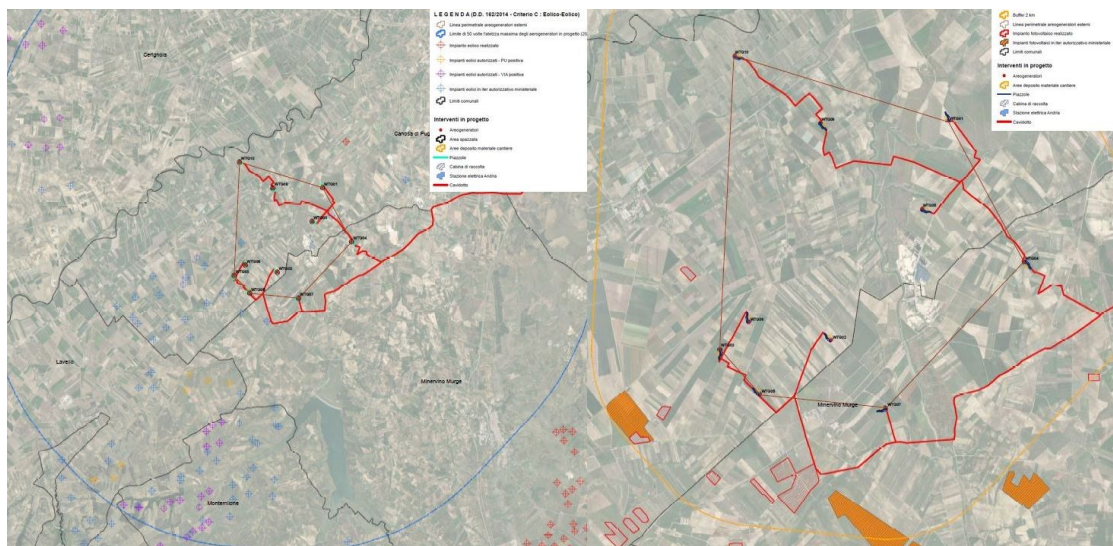 L E G E N D A (D.D. 162/2014 - Criterio C : Eolico-Eolico)
Linea perimetrale aerogeneratori esterni
Limite di 50 volte l'altezza massima degli aerogeneratori in progetto
Impianto eolico realizzato
Impianti eolici autorizzati - PU positiva
Impianti eolici autorizzati - VIA positiva
Impianti eolici in iter autorizzativo ministeriale
Limiti comunali
Interventi in progetto
Aerogeneratori
Area spazzata
Aree deposito materiale cantiere
Piazzole
Cabina di raccolta
Stazione elettrica Andria
Cavidotto
Cerignola
Canosa di Pug
Lavello
Minervino Murge
Montemilone
Buffer 2 km
Linea perimetrale aerogeneratori esterni
Impianto fotovoltaico realizzato
Impianti fotovoltaici in iter autorizzativo ministeriale
Limiti comunali
Interventi in progetto
Aerogeneratori
Aree deposito materiale cantiere
Piazzole
Cabina di raccolta
Stazione elettrica Andria
Cavidotto
WTG10
WTG01
WTG04
WTG07
Minervino Murge